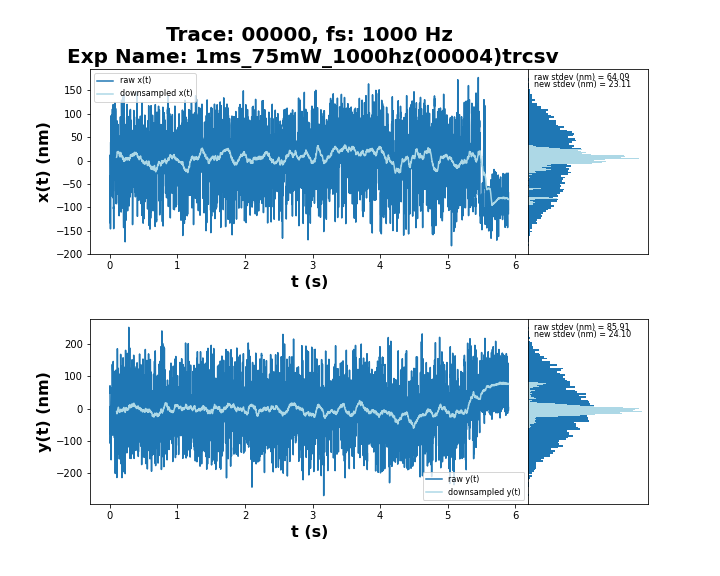 Trace: 00000, fs: 1000 Hz
Exp Name: 1ms_75mW_1000hz(00004)trcsv
raw x(t)
downsampled x(t)
raw stdev (nm) = 64.09
new stdev (nm) = 23.11
x(t) (nm)
150
100
50
0
−50
−100
−150
−200
0 1 2 3 4 5 6
t (s)
raw stdev (nm) = 85.91
new stdev (nm) = 24.10
y(t) (nm)
200
100
0
−100
−200
raw y(t)
downsampled y(t)
0 1 2 3 4 5 6
t (s)